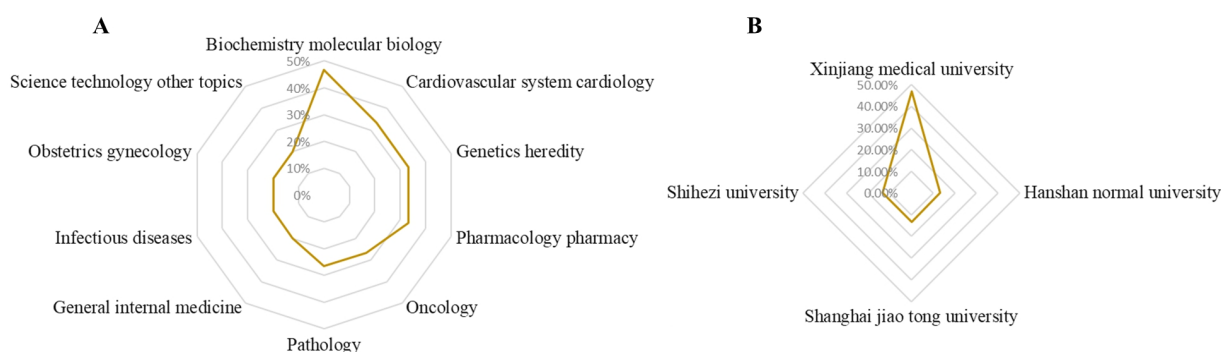 A
Biochemistry molecular biology
50%
Science technology other topics
Cardiovascular system cardiology
40%
30%
Obstetrics gynecology
20%
Genetics heredity
10%
0%
Infectious diseases
Pharmacology pharmacy
General internal medicine
Oncology
Pathology
B
Xinjiang medical university
50.00%
40.00%
30.00%
20.00%
10.00%
Shihezi university
0.00%
Hanshan normal university
Shanghai jiao tong university